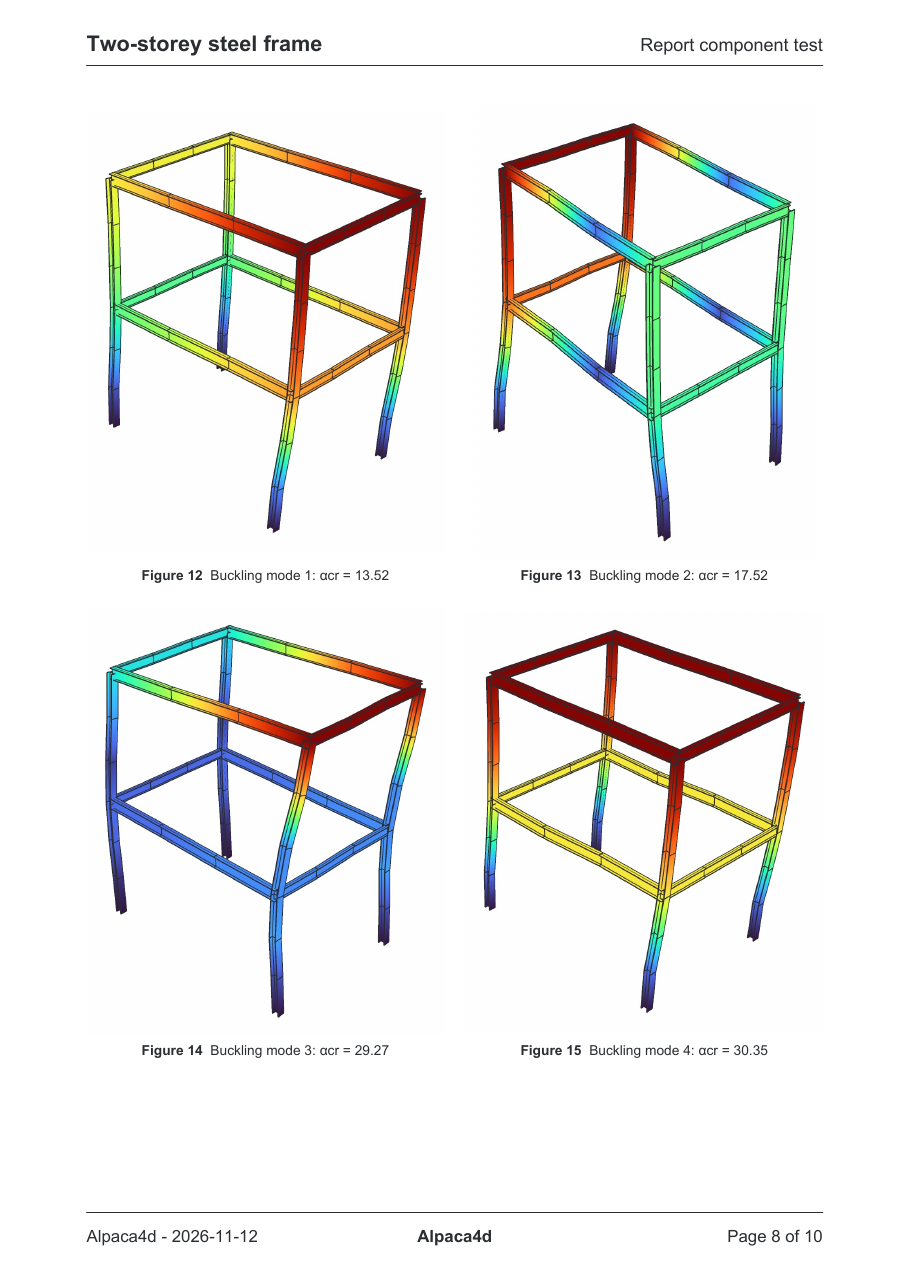 Two-storey steel frame
Report component test
Figure 12 Buckling mode 1: αcr = 13.52
Figure 13 Buckling mode 2: αcr = 17.52
Figure 14 Buckling mode 3: αcr = 29.27
Figure 15 Buckling mode 4: αcr = 30.35
Alpaca4d - 2026-11-12
Alpaca4d
Page 8 of 10